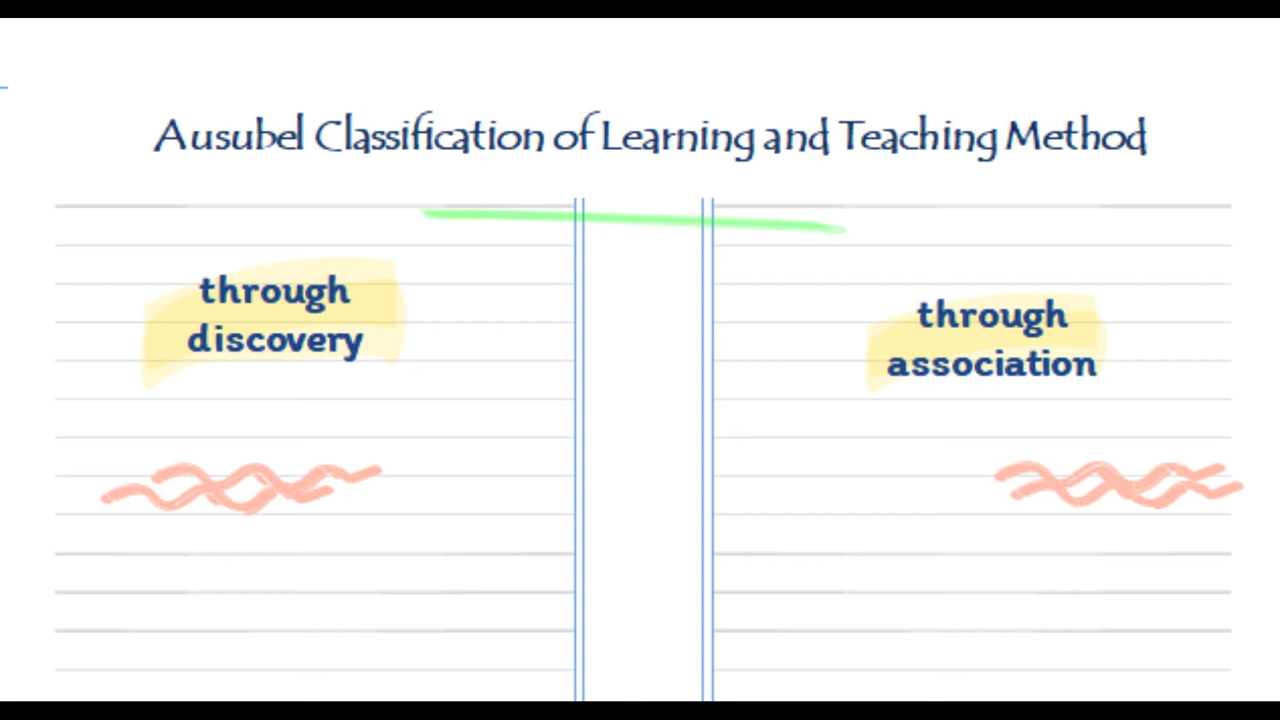 Ausubel Classification of Learning and Teaching Method
through
discovery
through
association